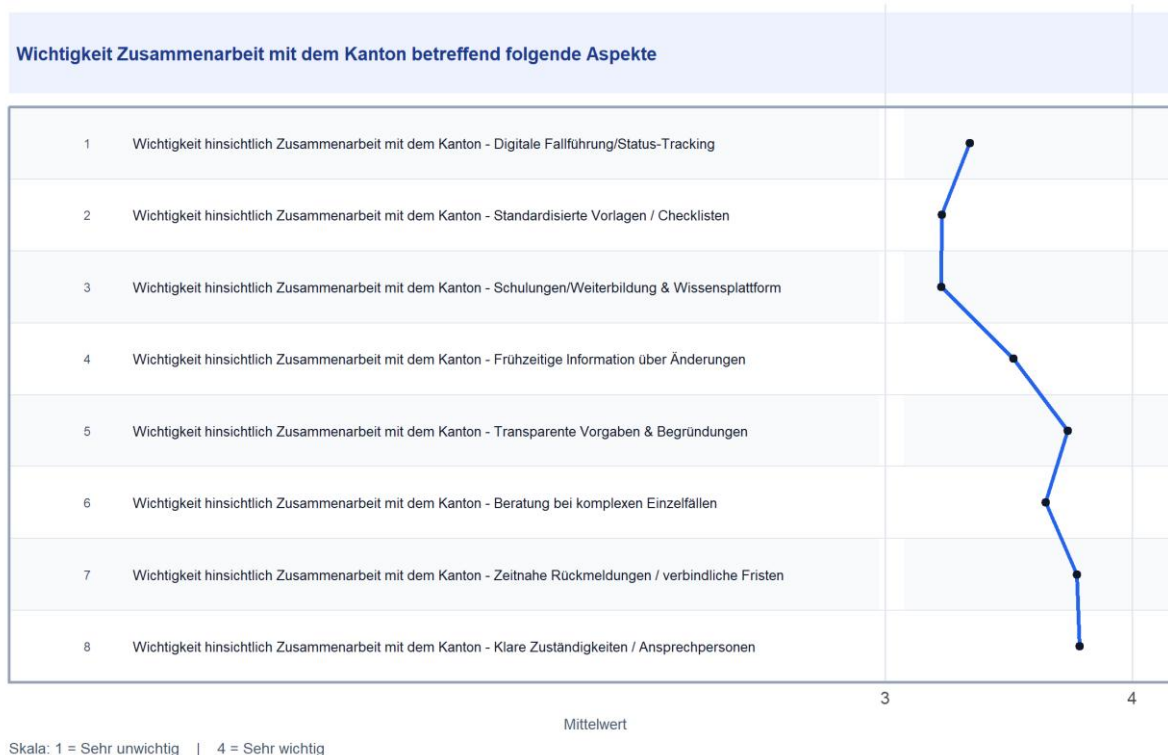 Wichtigkeit Zusammenarbeit mit dem Kanton betreffend folgende Aspekte
1 Wichtigkeit hinsichtlich Zusammenarbeit mit dem Kanton - Digitale Fallführung/Status-Tracking
2 Wichtigkeit hinsichtlich Zusammenarbeit mit dem Kanton - Standardisierte Vorlagen / Checklisten
3 Wichtigkeit hinsichtlich Zusammenarbeit mit dem Kanton - Schulungen/Weiterbildung & Wissensplattform
4 Wichtigkeit hinsichtlich Zusammenarbeit mit dem Kanton - Frühzeitige Information über Änderungen
5 Wichtigkeit hinsichtlich Zusammenarbeit mit dem Kanton - Transparente Vorgaben & Begründungen
6 Wichtigkeit hinsichtlich Zusammenarbeit mit dem Kanton - Beratung bei komplexen Einzelfällen
7 Wichtigkeit hinsichtlich Zusammenarbeit mit dem Kanton - Zeitnahe Rückmeldungen / verbindliche Fristen
8 Wichtigkeit hinsichtlich Zusammenarbeit mit dem Kanton - Klare Zuständigkeiten / Ansprechpersonen
3 4
Mittelwert
Skala: 1 = Sehr unwichtig | 4 = Sehr wichtig